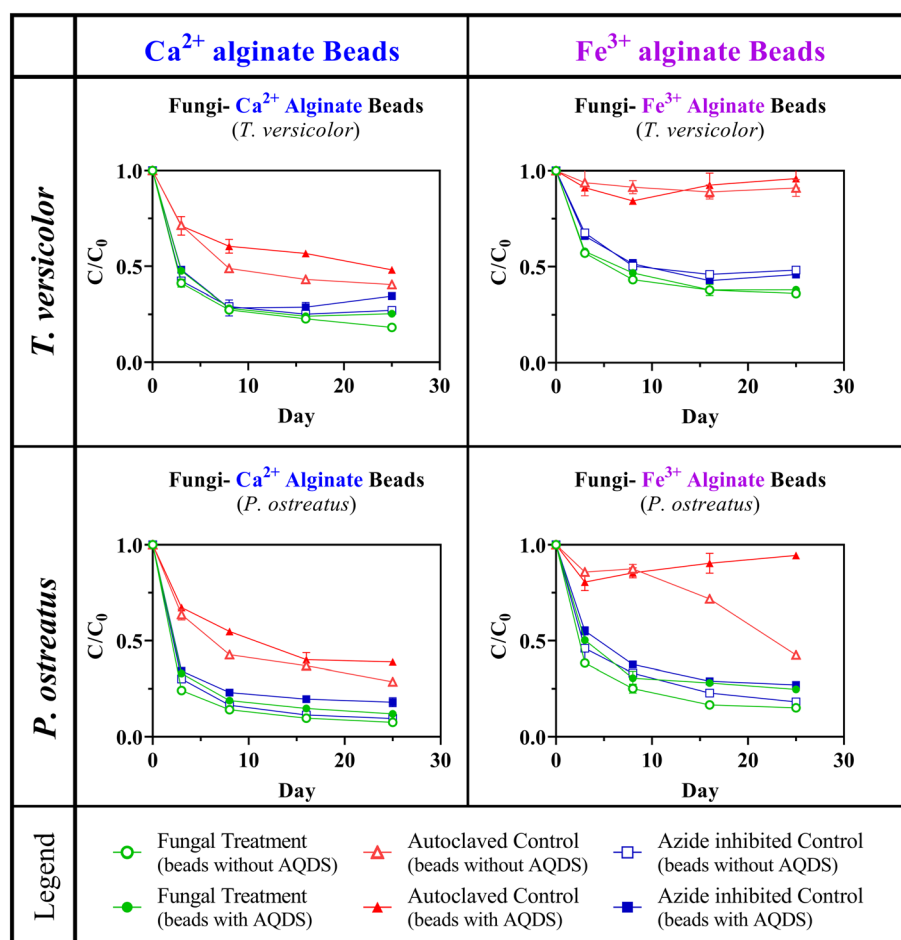 Ca²⁺ alginate Beads
Fe³⁺ alginate Beads
T. versicolor
Fungi- Ca²⁺ Alginate Beads
(T. versicolor)
1.0
0.5
0.0
C/C₀
0 10 20 30
Day
Fungi- Fe³⁺ Alginate Beads
(T. versicolor)
1.0
0.5
0.0
C/C₀
0 10 20 30
Day
P. ostreatus
Fungi- Ca²⁺ Alginate Beads
(P. ostreatus)
1.0
0.5
0.0
C/C₀
0 10 20 30
Day
Fungi- Fe³⁺ Alginate Beads
(P. ostreatus)
1.0
0.5
0.0
C/C₀
0 10 20 30
Day
Legend
Fungal Treatment
(beads without AQDS)
Autoclaved Control
(beads without AQDS)
Azide inhibited Control
(beads without AQDS)
Fungal Treatment
(beads with AQDS)
Autoclaved Control
(beads with AQDS)
Azide inhibited Control
(beads with AQDS)